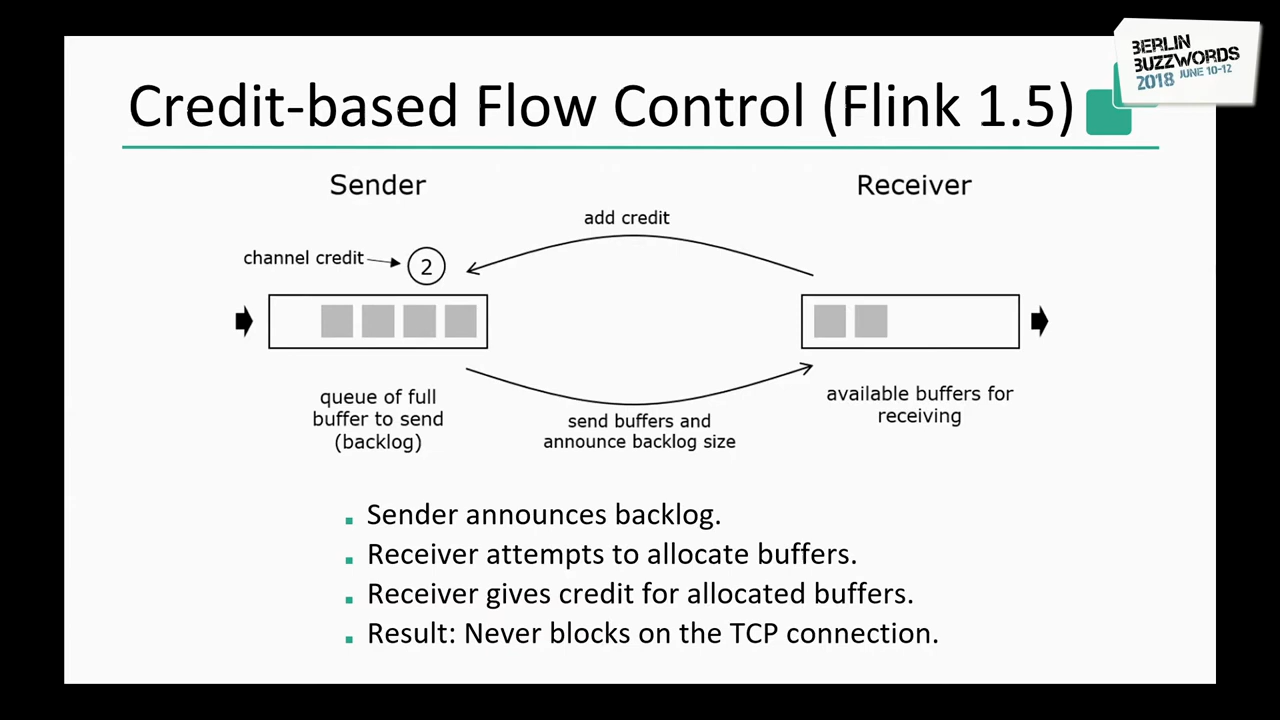 BERLIN
BUZZWORDS
2018 JUNE 10-12
Credit-based Flow Control (Flink 1.5)
Sender
Receiver
add credit
channel credit
2
queue of full
buffer to send
(backlog)
send buffers and
announce backlog size
available buffers for
receiving
Sender announces backlog.
Receiver attempts to allocate buffers.
Receiver gives credit for allocated buffers.
Result: Never blocks on the TCP connection.